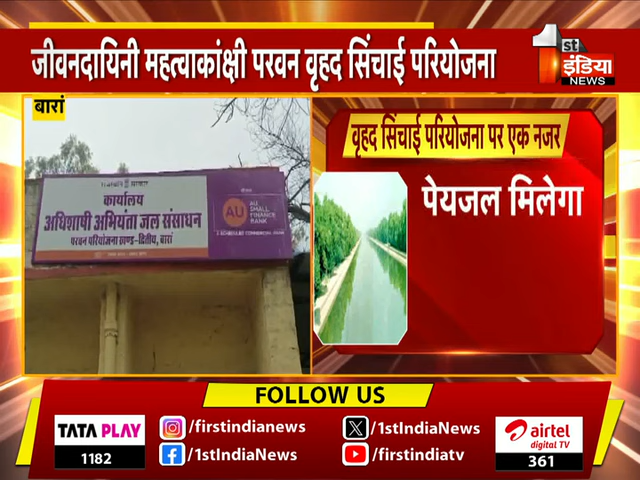 जीवनदायिनी महत्वाकांक्षी परवन वृहद सिंचाई परियोजना
1st
इंडिया
NEWS
बारां
कार्यालय
अधिशाषी अभियंता जल संसाधन
परवन परियोजना खण्ड-द्वितीय, बारां
AU
AU
SMALL
FINANCE
BANK
वृहद सिंचाई परियोजना पर एक नजर
पेयजल मिलेगा
FOLLOW US
TATA PLAY
1182
/firstindianews
/1stIndiaNews
/1stIndiaNews
/firstindiatv
airtel
digital TV
361